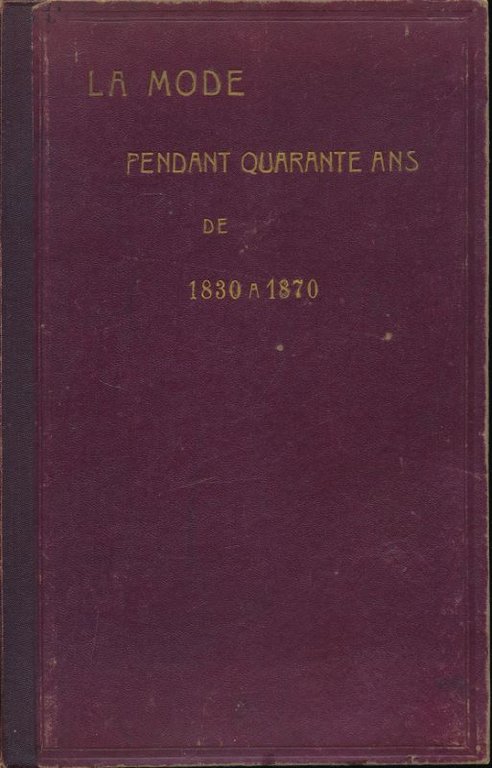 LA MODE
PENDANT QUARANTE ANS
DE
1830 A 1870